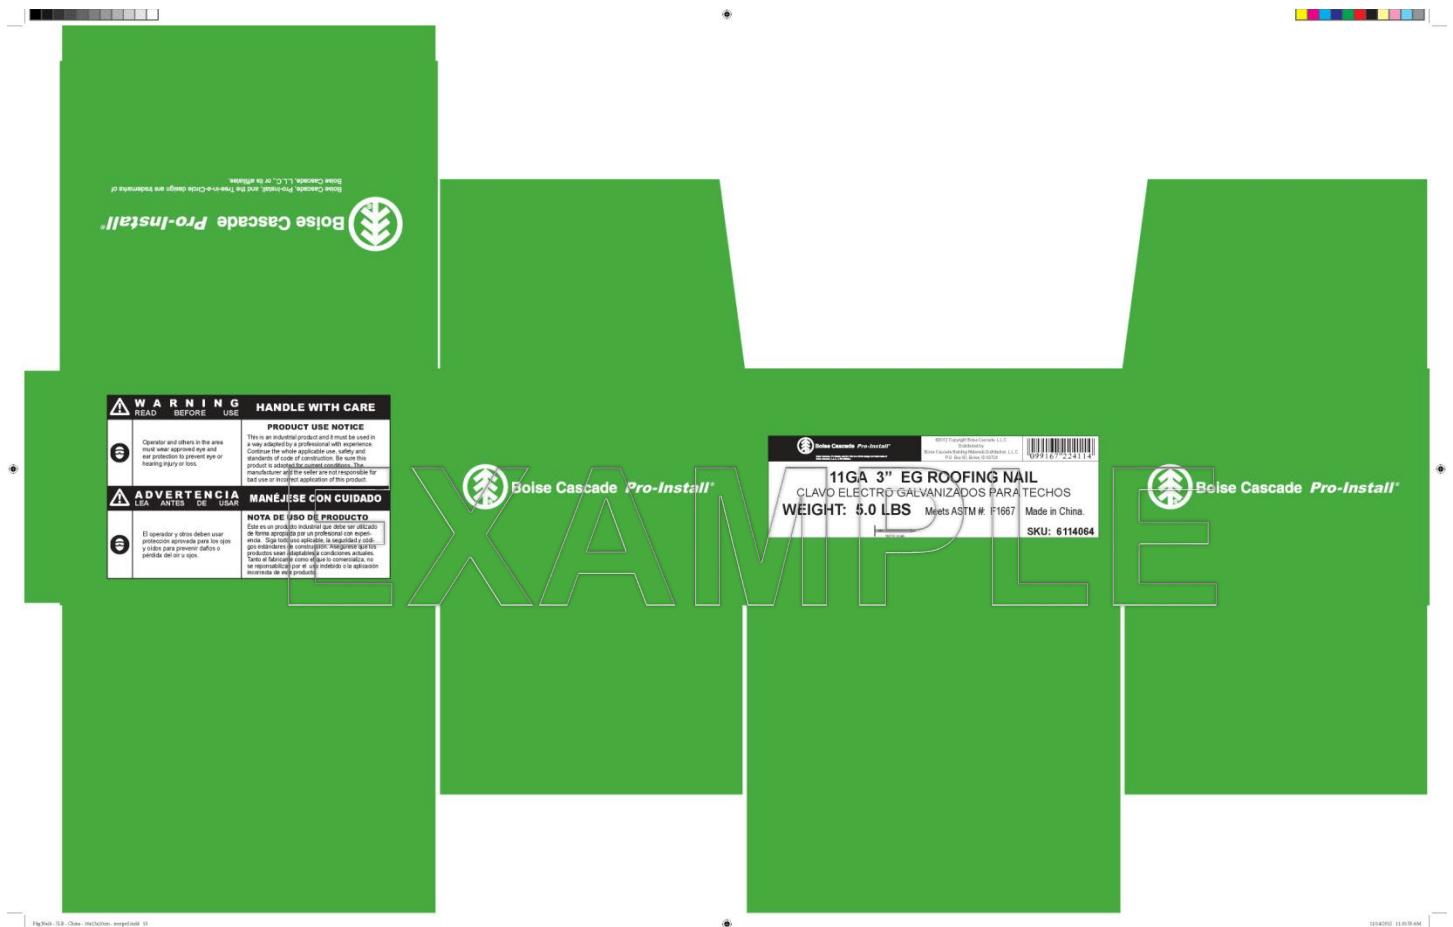 Boise Cascade, Pro-Install, and the Tree-in-a-Circle design are trademarks of
Boise Cascade, L.L.C., or its affiliates.
Boise Cascade Pro-Install®
WARNING
READ BEFORE USE
HANDLE WITH CARE
Operator and others in the area
must wear approved eye and
ear protection to prevent eye or
hearing injury or loss.
PRODUCT USE NOTICE
This is an industrial product and it must be used in
a way adapted by a professional with experience.
Continue the whole applicable use, safety and
standards of code of construction. Be sure this
product is adapted for current conditions. The
manufacturer and the seller are not responsible for
bad use or incorrect application of this product.
ADVERTENCIA
LEA ANTES DE USAR
MANÉJESE CON CUIDADO
El operador y otros deben usar
protección aprovada para los ojos
y oídos para prevenir daños o
pérdida del oir u ojos.
NOTA DE USO DE PRODUCTO
Este es un producto industrial que debe ser utilizado
de forma apropiada por un profesional con experi-
encia. Siga todo uso aplicable, la seguridad y códi-
gos estándares de construcción. Asegúrese que los
productos sean adaptables a condiciones actuales.
Tanto el fabricante como el que lo comercializa, no
se reponsabilizan por el uso indebido o la aplicación
incorrecta de este producto.
Boise Cascade Pro-Install®
Boise Cascade Pro-Install®
©2012 Copyright Boise Cascade, L.L.C.
Distributed by
Boise Cascade Building Materials Distribution, L.L.C.
P.O. Box 50, Boise, ID 83728
099167224114
11GA 3” EG ROOFING NAIL
CLAVO ELECTRO GALVANIZADOS PARA TECHOS
WEIGHT: 5.0 LBS Meets ASTM #: F1667 Made in China.
SKU: 6114064
Boise Cascade Pro-Install®
EXAMPLE